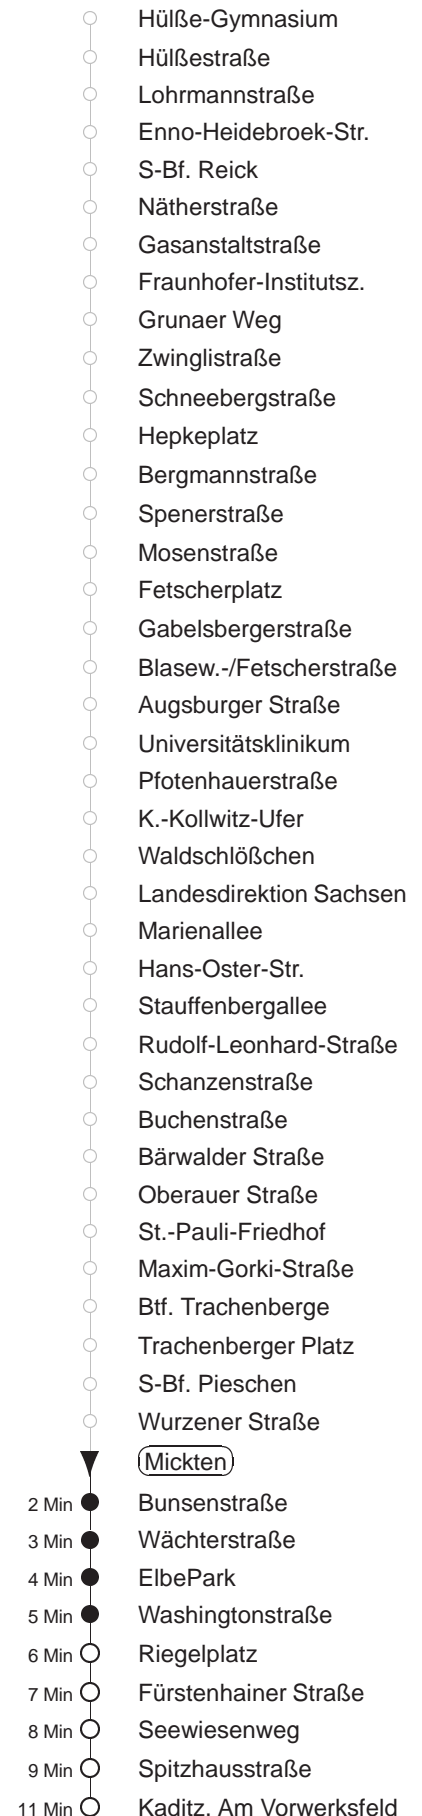 Hülße-Gymnasium
Hülßestraße
Lohrmannstraße
Enno-Heidebroek-Str.
S-Bf. Reick
Nätherstraße
Gasanstaltstraße
Fraunhofer-Institutsz.
Grunaer Weg
Zwinglistraße
Schneebergstraße
Hepkeplatz
Bergmannstraße
Spenerstraße
Mosenstraße
Fetscherplatz
Gabelsbergerstraße
Blasew.-/Fetscherstraße
Augsburger Straße
Universitätsklinikum
Pfotenhauerstraße
K.-Kollwitz-Ufer
Waldschlößchen
Landesdirektion Sachsen
Marienallee
Hans-Oster-Str.
Stauffenbergallee
Rudolf-Leonhard-Straße
Schanzenstraße
Buchenstraße
Bärwalder Straße
Oberauer Straße
St.-Pauli-Friedhof
Maxim-Gorki-Straße
Btf. Trachenberge
Trachenberger Platz
S-Bf. Pieschen
Wurzener Straße
Mickten
2 Min Bunsenstraße
3 Min Wächterstraße
4 Min ElbePark
5 Min Washingtonstraße
6 Min Riegelplatz
7 Min Fürstenhainer Straße
8 Min Seewiesenweg
9 Min Spitzhausstraße
11 Min Kaditz, Am Vorwerksfeld